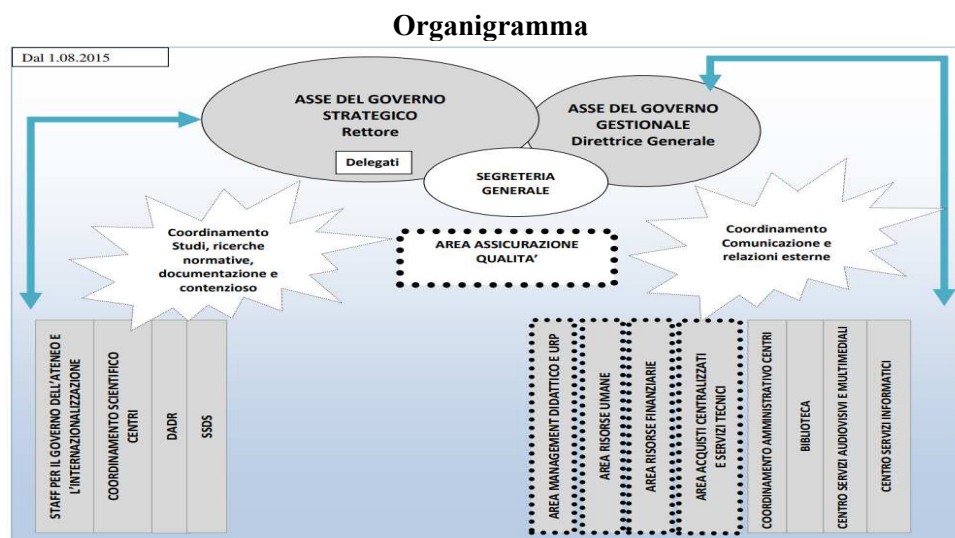 Organigramma
Dal 1.08.2015
ASSE DEL GOVERNO
STRATEGICO
Rettore
Delegati
ASSE DEL GOVERNO
GESTIONALE
Direttrice Generale
SEGRETERIA
GENERALE
Coordinamento
Studi, ricerche
normative,
documentazione e
contenzioso
AREA ASSICURAZIONE
QUALITA’
Coordinamento
Comunicazione e
relazioni esterne
STAFF PER IL GOVERNO DELL’ATENEO E
L’INTERNAZIONALIZZAZIONE
COORDINAMENTO SCIENTIFICO
CENTRI
DADR
SSDS
AREA MANAGEMENT DIDATTICO E URP
AREA RISORSE UMANE
AREA RISORSE FINANZIARIE
AREA ACQUISTI CENTRALIZZATI
E SERVIZI TECNICI
COORDINAMENTO AMMINISTRATIVO CENTRI
BIBLIOTECA
CENTRO SERVIZI AUDIOVISIVI E MULTIMEDIALI
CENTRO SERVIZI INFORMATICI